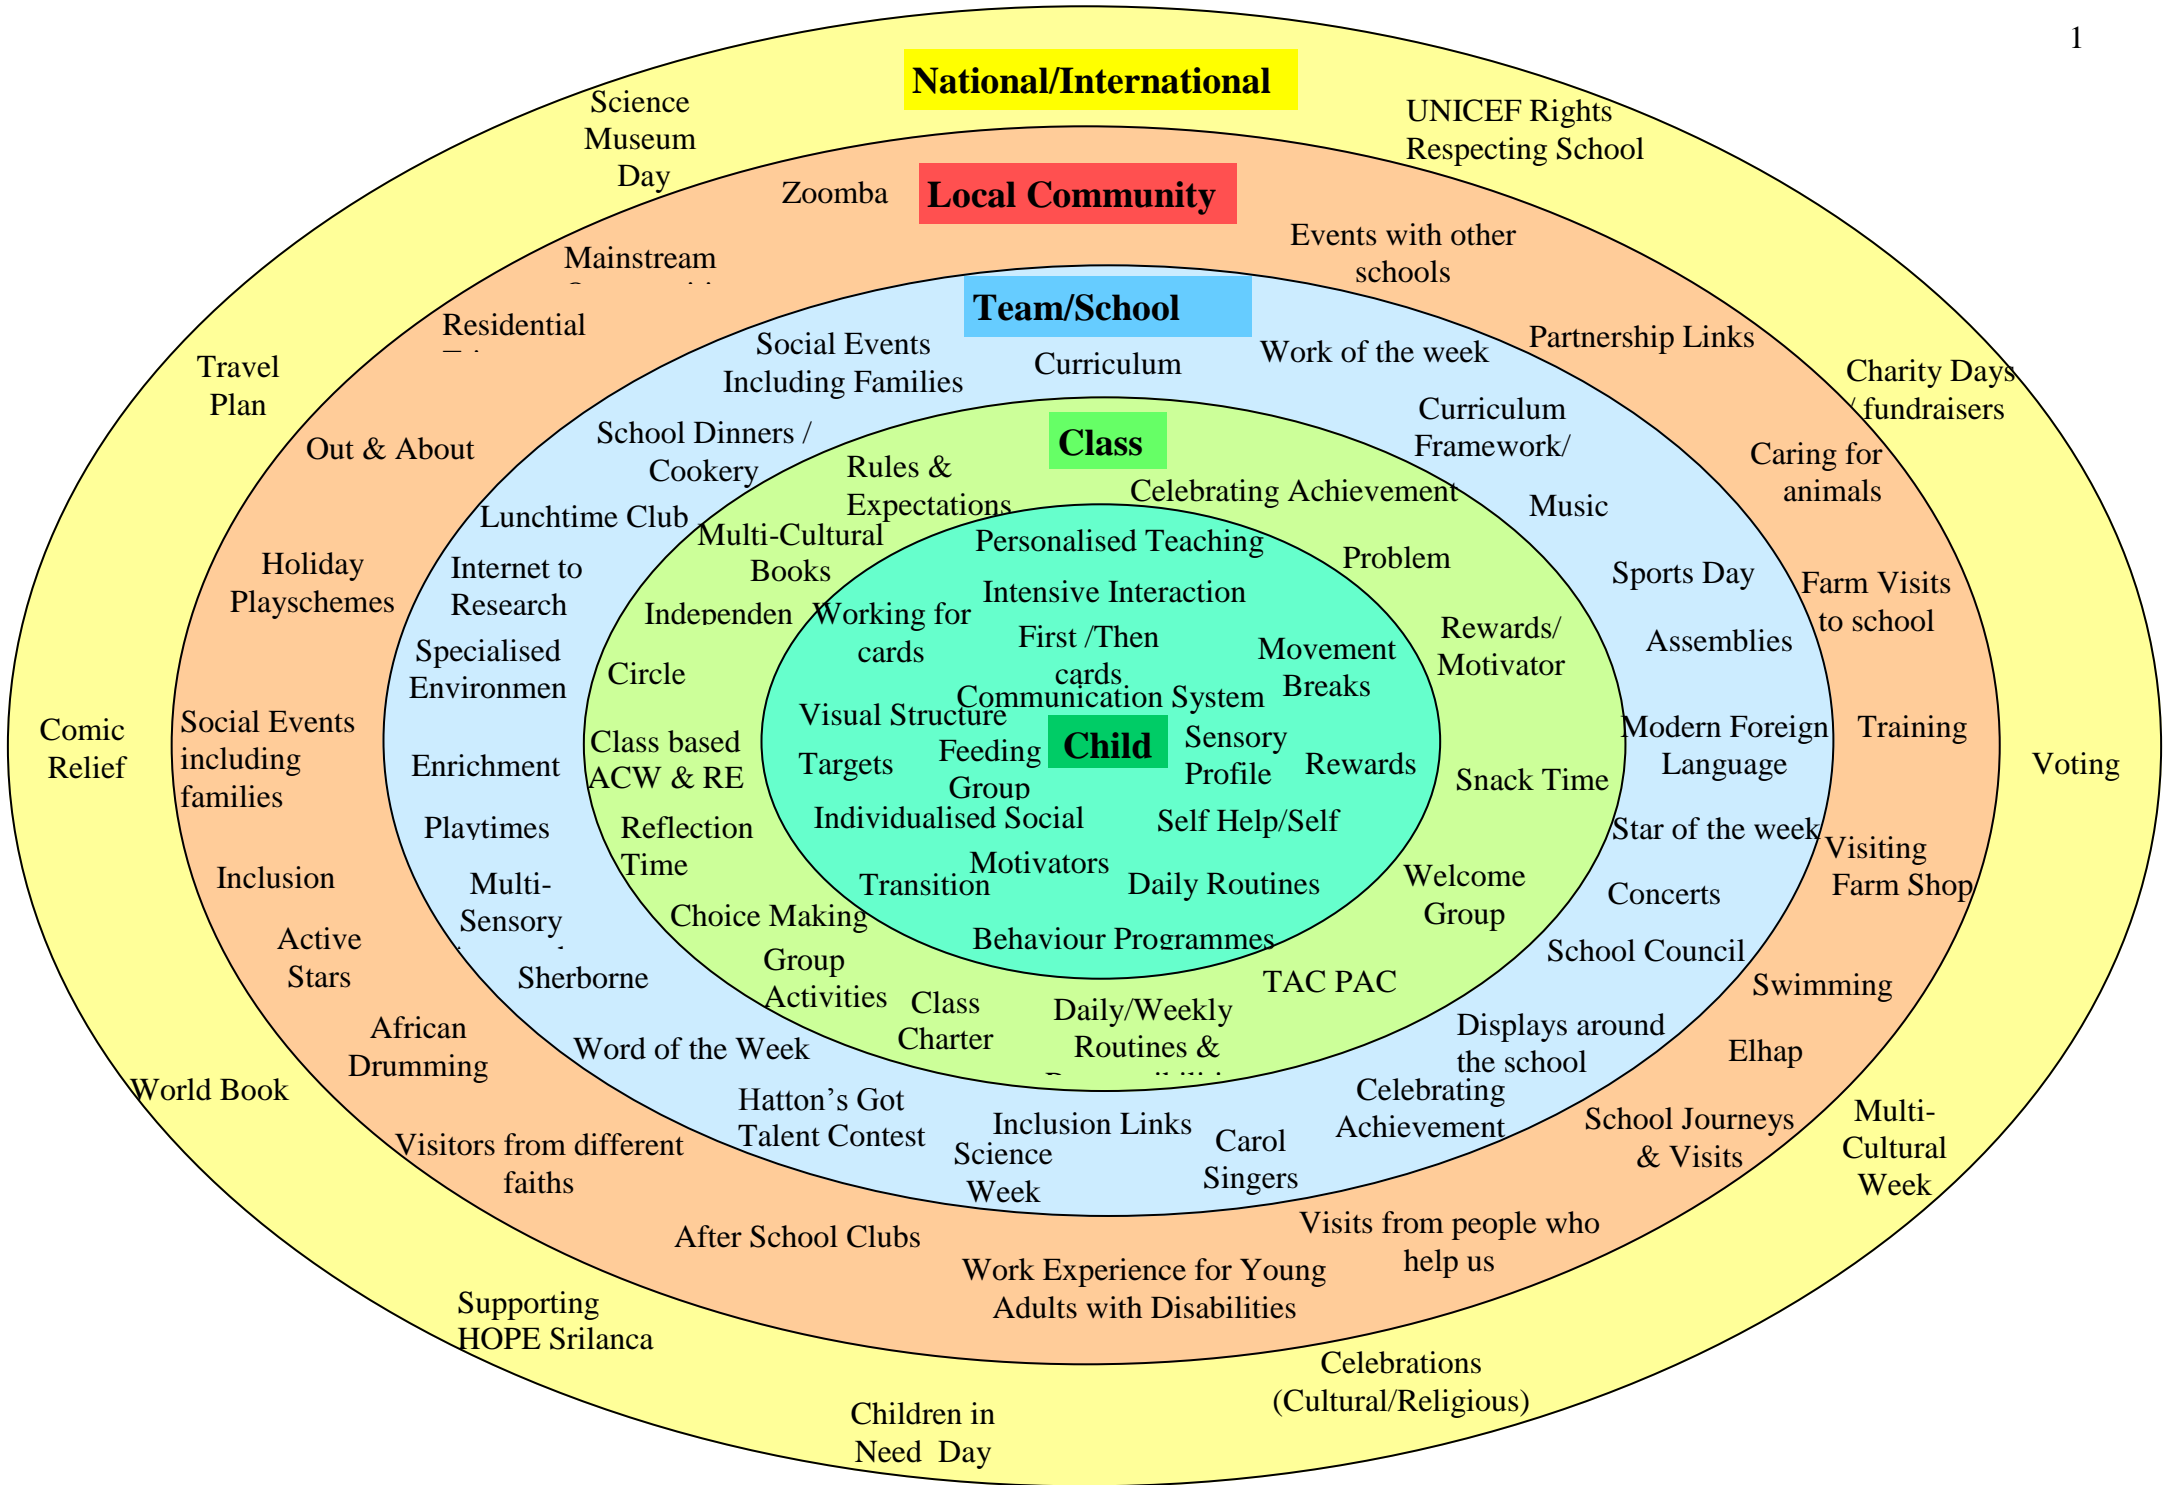 1
National/International
Science
Museum
Day
UNICEF Rights
Respecting School
Local Community
Zoomba
Events with other
schools
Mainstream
Residential
Team/School
Social Events
Including Families
Curriculum
Work of the week
Partnership Links
Travel
Plan
Charity Days
/ fundraisers
Out & About
School Dinners /
Cookery
Curriculum
Framework/
Caring for
animals
Class
Rules &
Expectations
Celebrating Achievement
Lunchtime Club
Music
Multi-Cultural
Books
Personalised Teaching
Problem
Holiday
Playschemes
Internet to
Research
Sports Day
Farm Visits
to school
Independen
Working for
cards
Intensive Interaction
First /Then
cards
Movement
Breaks
Rewards/
Motivator
Assemblies
Specialised
Environmen
Circle
Communication System
Visual Structure
Comic
Relief
Social Events
including
families
Enrichment
Class based
ACW & RE
Targets
Feeding
Group
Child
Sensory
Profile
Rewards
Snack Time
Modern Foreign
Language
Training
Voting
Playtimes
Reflection
Time
Individualised Social
Self Help/Self
Star of the week
Visiting
Farm Shop
Inclusion
Multi-
Sensory
Motivators
Transition
Daily Routines
Welcome
Group
Concerts
Choice Making
Behaviour Programmes
Active
Stars
Sherborne
Group
Activities
TAC PAC
School Council
Swimming
Class
Charter
Daily/Weekly
Routines &
African
Drumming
Word of the Week
Displays around
the school
Elhap
World Book
Hatton’s Got
Talent Contest
Inclusion Links
Celebrating
Achievement
School Journeys
& Visits
Multi-
Cultural
Week
Visitors from different
faiths
Science
Week
Carol
Singers
After School Clubs
Visits from people who
help us
Work Experience for Young
Adults with Disabilities
Supporting
HOPE Srilanca
Celebrations
(Cultural/Religious)
Children in
Need  Day